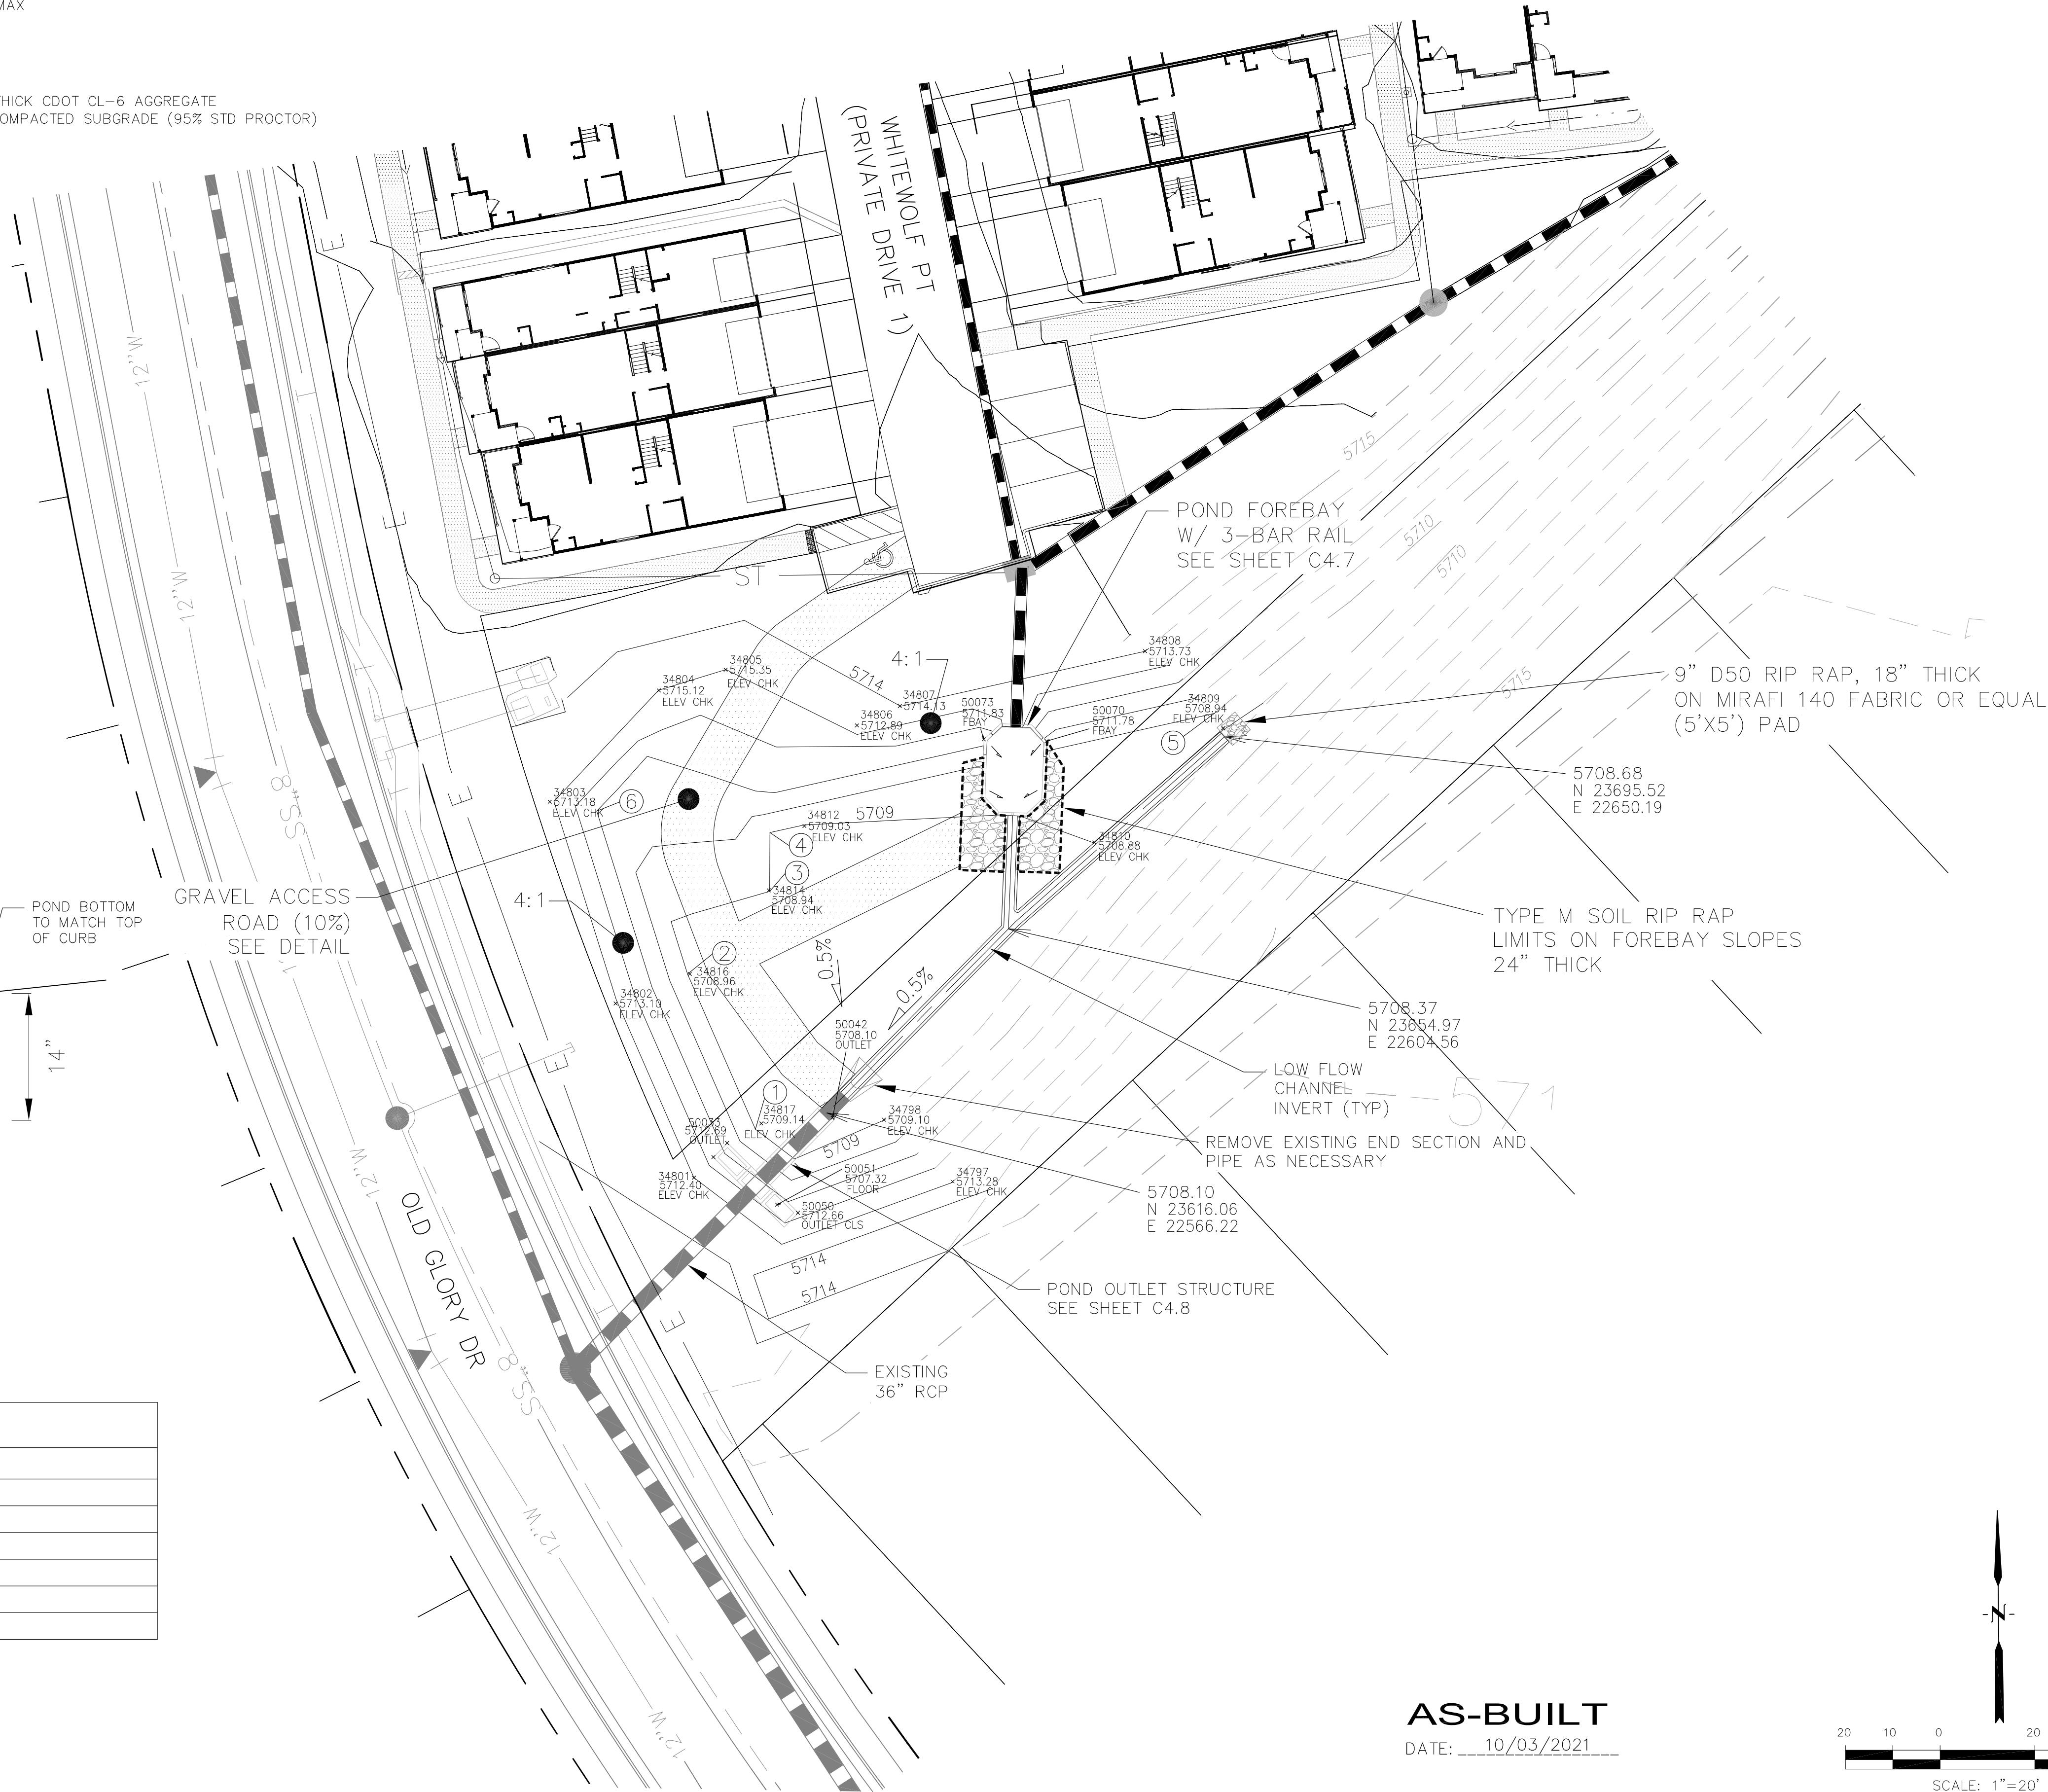 MAX
HICK CDOT CL-6 AGGREGATE
OMPACTED SUBGRADE (95% STD PROCTOR)
WHITEWOLF PT
(PRIVATE DRIVE 1)
E
E
E
E
E
T
T
T
T
T
12"W
12"W
12"W
12"W
12"W
12"W
8" SS
8" SS
ST
5715
5710
5710
5715
POND FOREBAY
W/ 3-BAR RAIL
SEE SHEET C4.7
9" D50 RIP RAP, 18" THICK
ON MIRAFI 140 FABRIC OR EQUAL
(5'X5') PAD
34808
5713.73
ELEV CHK
4:1
34805
5715.35
ELEV CHK
34804
5715.12
ELEV CHK
5714
34807
5714.13
34806
5712.89
ELEV CHK
50073
5711.83
FBAY
50070
5711.78
FBAY
34809
5708.94
ELEV CHK
5
5708.68
N 23695.52
E 22650.19
34803
5713.18
ELEV CHK
6
34812
5709.03
ELEV CHK
5709
4
34810
5708.88
ELEV CHK
3
34814
5708.94
ELEV CHK
GRAVEL ACCESS
ROAD (10%)
SEE DETAIL
4:1
POND BOTTOM
TO MATCH TOP
OF CURB
TYPE M SOIL RIP RAP
LIMITS ON FOREBAY SLOPES
24" THICK
2
34816
5708.96
ELEV CHK
0.5%
0.5%
34802
5713.10
ELEV CHK
14"
50042
5708.10
OUTLET
5708.37
N 23654.97
E 22604.56
LOW FLOW
CHANNEL
INVERT (TYP)
571
1
34817
5709.14
ELEV CHK
50033
5712.69
OUTLET
34798
5709.10
ELEV CHK
5709
REMOVE EXISTING END SECTION AND
PIPE AS NECESSARY
34801
5712.40
ELEV CHK
50051
5707.32
FLOOR
34797
5713.28
ELEV CHK
50050
5712.66
OUTLET CLS
5708.10
N 23616.06
E 22566.22
OLD GLORY DR
5714
5714
POND OUTLET STRUCTURE
SEE SHEET C4.8
EXISTING
36" RCP
N
AS-BUILT
DATE: 10/03/2021
20 10 0 20
SCALE: 1"=20'